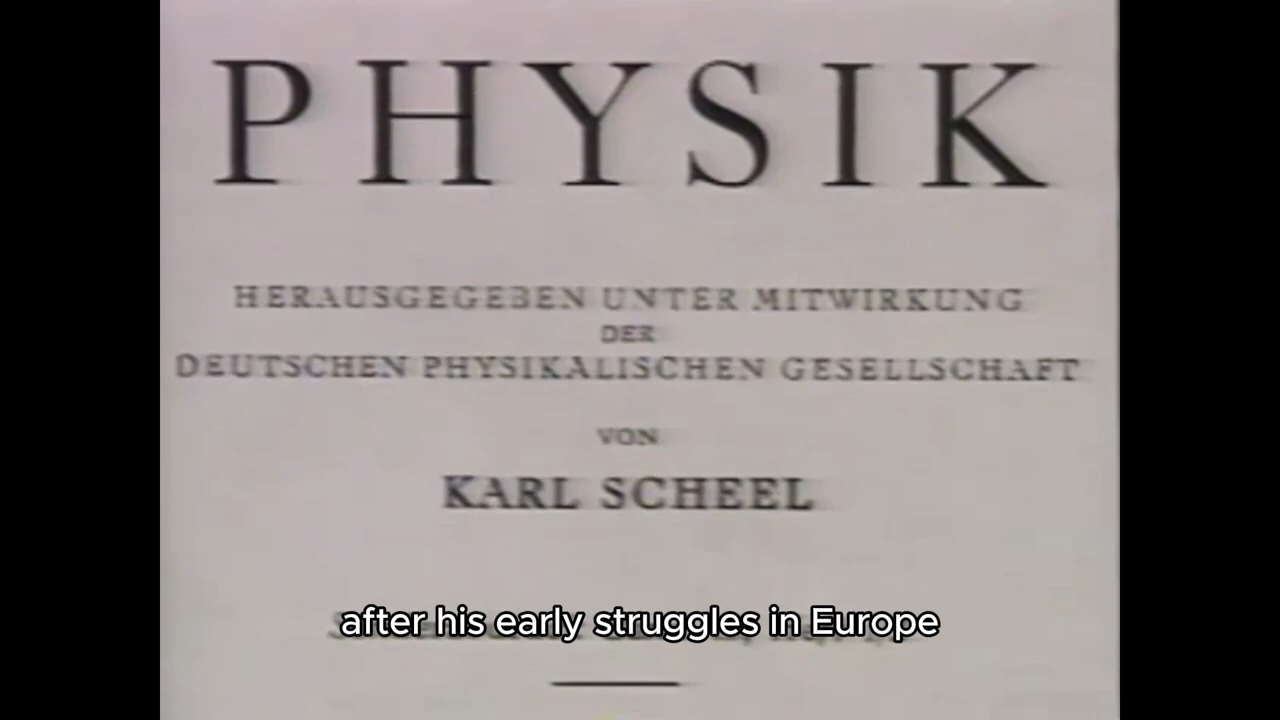 PHYSIK
HERAUSGEGEBEN UNTER MITWIRKUNG
DER
DEUTSCHEN PHYSIKALISCHEN GESELLSCHAFT
VON
KARL SCHEEL
after his early struggles in Europe